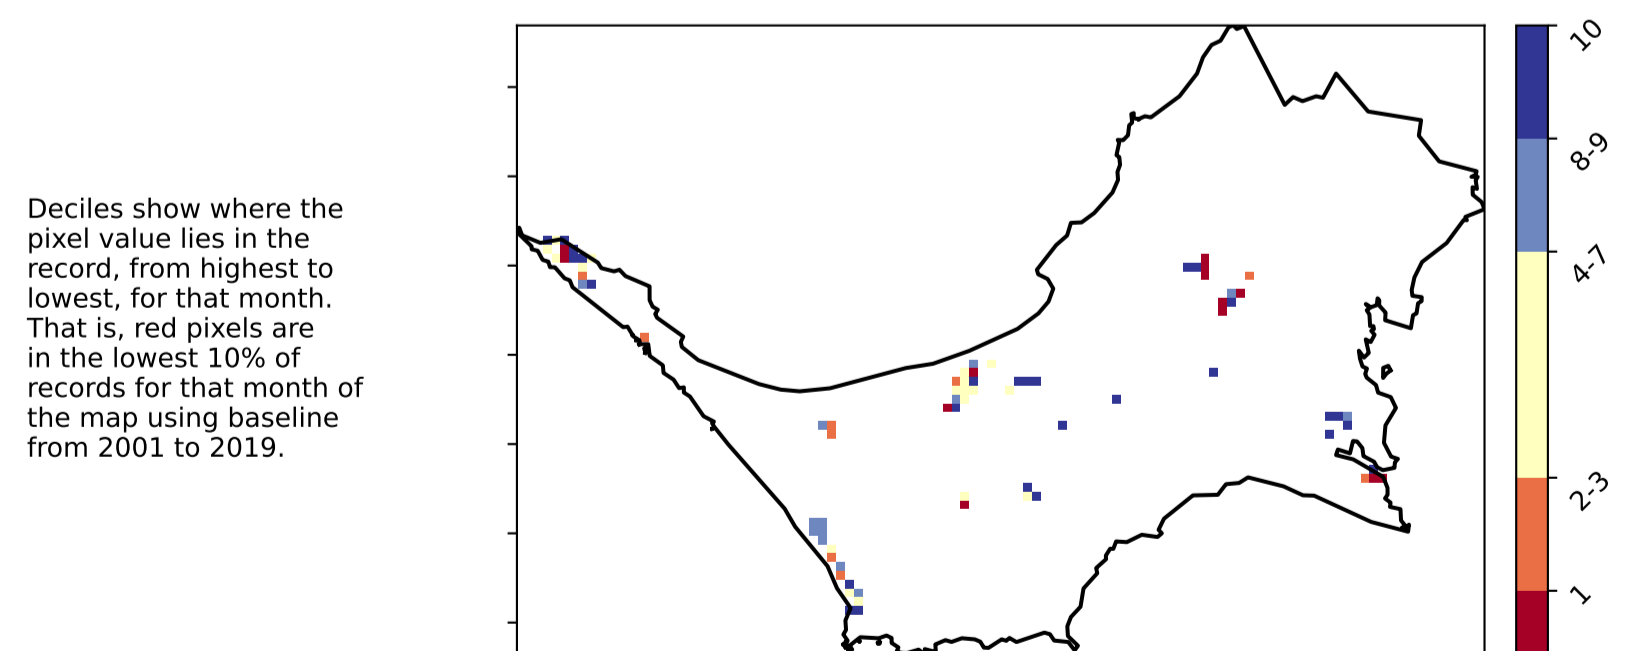 Deciles show where the
pixel value lies in the
record, from highest to
lowest, for that month.
That is, red pixels are
in the lowest 10% of
records for that month of
the map using baseline
from 2001 to 2019.
10
8-9
4-7
2-3
1